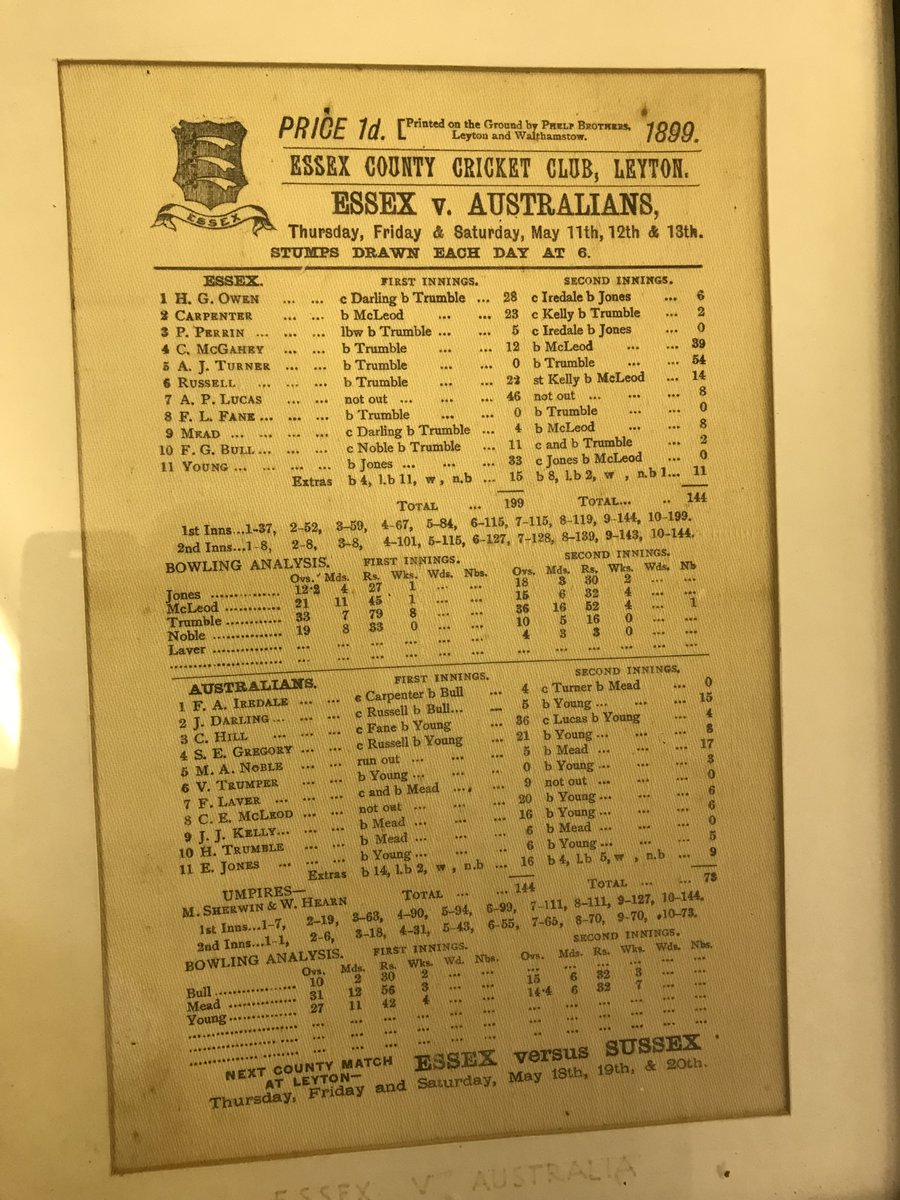 PRICE 1d. [Printed on the Ground by PHELP BROTHERS, Leyton and Walthamstow. 1899.
ESSEX
ESSEX COUNTY CRICKET CLUB, LEYTON.
ESSEX v. AUSTRALIANS,
Thursday, Friday & Saturday, May 11th, 12th & 13th.
STUMPS DRAWN EACH DAY AT 6.
ESSEX. FIRST INNINGS. SECOND INNINGS.
1 H. G. OWEN ... ... c Darling b Trumble ... 28 c Iredale b Jones ... 6
2 CARPENTER ... ... b McLeod ... ... 23 c Kelly b Trumble ... 2
3 P. PERRIN ... ... ... lbw b Trumble ... ... 5 c Iredale b Jones ... 0
4 C. McGAHEY ... ... b Trumble ... ... 12 b McLeod ... ... 39
5 A. J. TURNER ... ... b Trumble ... ... 0 b Trumble ... ... 54
6 RUSSELL ... ... ... b Trumble ... ... 22 st Kelly b McLeod ... 14
7 A. P. LUCAS ... ... not out ... ... ... 46 not out ... ... ... 8
8 F. L. FANE ... ... ... b Trumble ... ... 0 b Trumble ... ... 0
9 MEAD ... ... ... ... c Darling b Trumble ... 4 b McLeod ... ... 8
10 F. G. BULL ... ... ... c Noble b Trumble ... 11 c and b Trumble ... 2
11 YOUNG ... ... ... ... b Jones ... ... ... 33 c Jones b McLeod ... 0
Extras b 4, l.b 11, w , n.b ... 15 b 8, l.b 2, w , n.b 1... 11
TOTAL ... 199 TOTAL... .. 144
1st Inns...1-37, 2-52, 3-59, 4-67, 5-84, 6-115, 7-115, 8-119, 9-144, 10-199.
2nd Inns...1-8, 2-8, 3-8, 4-101, 5-115, 6-127, 7-128, 8-139, 9-143, 10-144.
BOWLING ANALYSIS. FIRST INNINGS. SECOND INNINGS.
Ovs. Mds. Rs. Wks. Wds. Nbs. Ovs. Mds. Rs. Wks. Wds. Nb
Jones ... 12·2 4 27 1 ... ... 18 3 30 2 ... ...
McLeod ... 21 11 45 1 ... ... 15 6 32 4 ... ...
Trumble ... 33 7 79 8 ... ... 36 16 52 4 ... 1
Noble ... 19 8 33 0 ... ... 10 5 16 0 ... ...
Laver ... ... ... ... ... ... ... 4 3 3 0 ... ...
AUSTRALIANS. FIRST INNINGS. SECOND INNINGS.
1 F. A. IREDALE ... ... c Carpenter b Bull ... 4 c Turner b Mead ... 0
2 J. DARLING ... ... ... c Russell b Bull... ... 5 b Young ... ... ... 15
3 C. HILL ... ... ... c Fane b Young ... 36 c Lucas b Young ... 4
4 S. E. GREGORY ... ... c Russell b Young ... 21 b Young ... ... ... 8
5 M. A. NOBLE ... ... run out ... ... ... 5 b Mead ... ... ... 17
6 V. TRUMPER ... ... b Young ... ... ... 0 b Young ... ... ... 3
7 F. LAVER ... ... ... c and b Mead ... ... 9 not out ... ... ... 0
8 C. E. McLEOD ... ... not out ... ... ... 20 b Young ... ... ... 6
9 J. J. KELLY... ... ... b Mead ... ... ... 16 b Young ... ... ... 6
10 H. TRUMBLE ... ... b Mead ... ... ... 6 b Mead ... ... ... 0
11 E. JONES ... ... ... b Young ... ... ... 6 b Young ... ... ... 5
Extras b 14, l.b 2, w , n.b ... 16 b 4, l.b 5, w , n.b ... 9
UMPIRES—
M. SHERWIN & W. HEARN TOTAL ... ... 144 TOTAL ... ... 73
1st Inns...1-7, 2-19, 3-63, 4-90, 5-94, 6-99, 7-111, 8-111, 9-127, 10-144.
2nd Inns...1-1, 2-6, 3-18, 4-31, 5-43, 6-55, 7-65, 8-70, 9-70, 10-73.
BOWLING ANALYSIS. FIRST INNINGS. SECOND INNINGS.
Ovs. Mds. Rs. Wks. Wd. Nbs. Ovs. Mds. Rs. Wks. Wds. Nbs.
Bull ... 10 2 30 2 ... ... ... ... ... ... ... ...
Mead ... 31 12 56 3 ... ... 15 6 32 3 ... ...
Young ... 27 11 42 4 ... ... 14·4 6 32 7 ... ...
NEXT COUNTY MATCH AT LEYTON— ESSEX versus SUSSEX
Thursday, Friday and Saturday, May 18th, 19th, & 20th.
ESSEX V AUSTRALIA